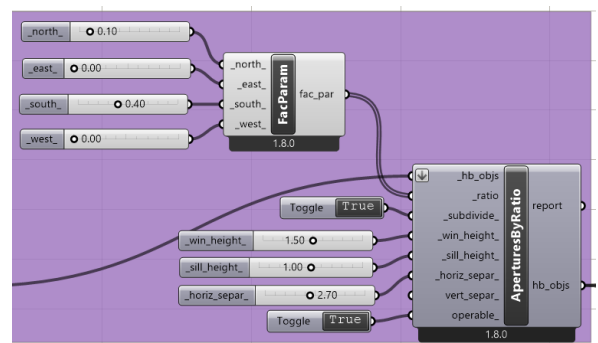 _north_ 0.10
_east_ 0.00
_south_ 0.40
_west_ 0.00
_north_
_east_
_south_
_west_
FacParam
fac_par
1.8.0
Toggle True
_win_height_ 1.50
_sill_height_ 1.00
_horiz_separ_ 2.70
Toggle True
_hb_objs
_ratio
_subdivide_
_win_height_
_sill_height_
_horiz_separ_
vert_separ_
operable_
AperturesByRatio
report
hb_objs
1.8.0